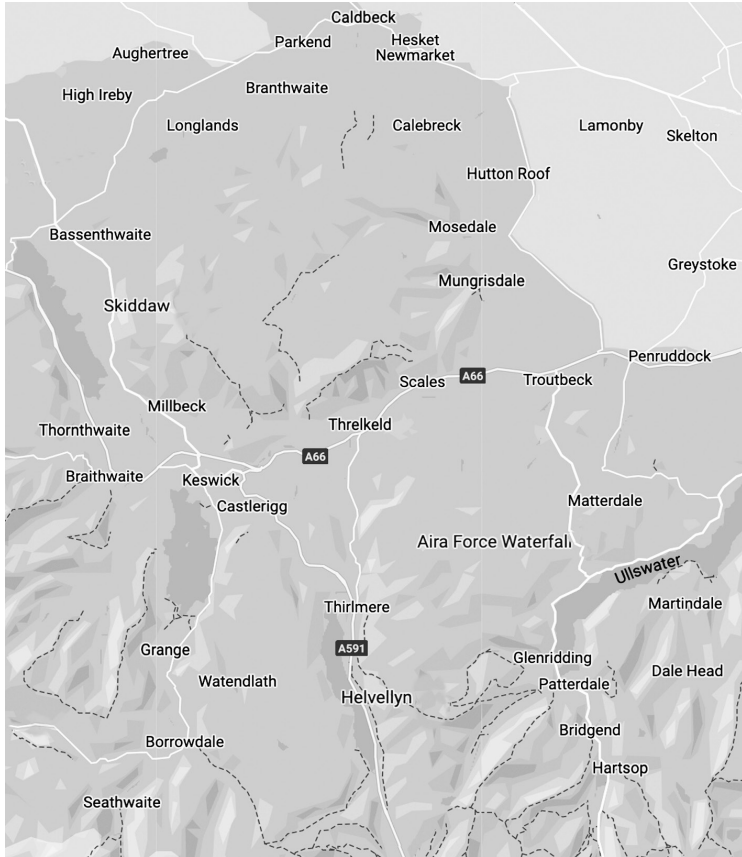 Caldbeck
Parkend
Hesket
Newmarket
Aughertree
Branthwaite
High Ireby
Longlands
Calebreck
Lamonby
Skelton
Hutton Roof
Mosedale
Bassenthwaite
Greystoke
Mungrisdale
Skiddaw
Penruddock
Scales
A66
Troutbeck
Millbeck
Threlkeld
Thornthwaite
A66
Braithwaite
Keswick
Castlerigg
Matterdale
Aira Force Waterfall
Ullswater
Thirlmere
Martindale
A591
Grange
Glenridding
Dale Head
Watendlath
Patterdale
Helvellyn
Bridgend
Borrowdale
Hartsop
Seathwaite